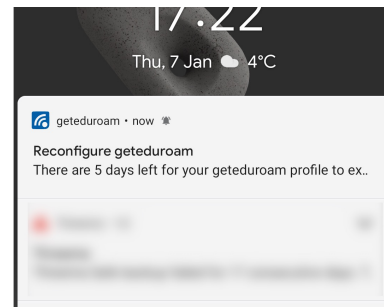 17:22
Thu, 7 Jan 4°C
geteduroam • now
Reconfigure geteduroam
There are 5 days left for your geteduroam profile to ex..